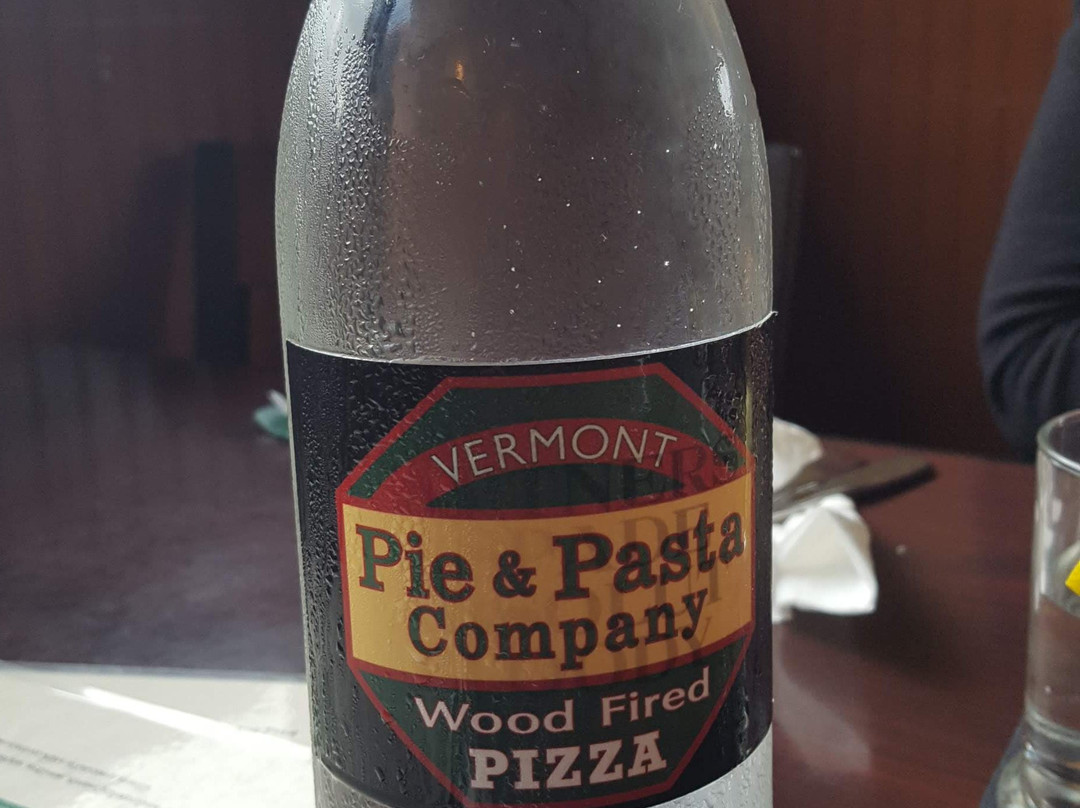 VERMONT
Pie & Pasta
Company
Wood Fired
PIZZA